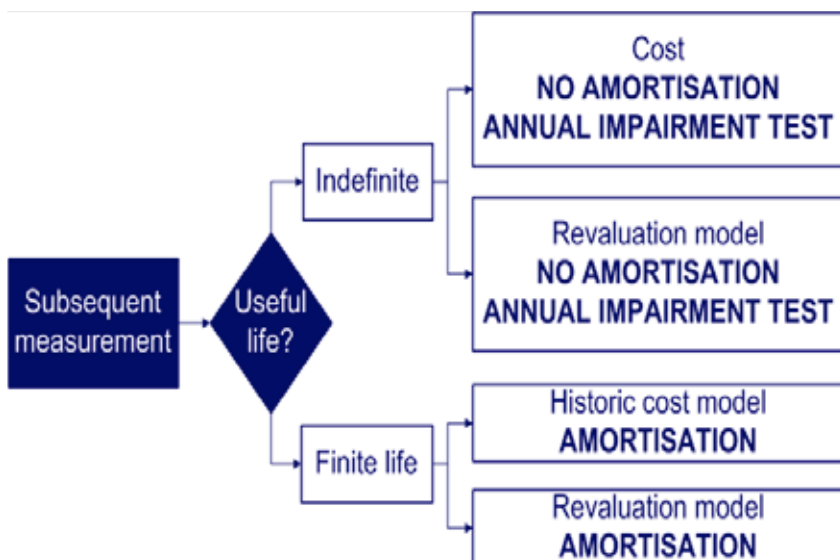 Cost
NO AMORTISATION
ANNUAL IMPAIRMENT TEST
Indefinite
Revaluation model
NO AMORTISATION
ANNUAL IMPAIRMENT TEST
Subsequent
measurement
Useful
life?
Historic cost model
AMORTISATION
Finite life
Revaluation model
AMORTISATION